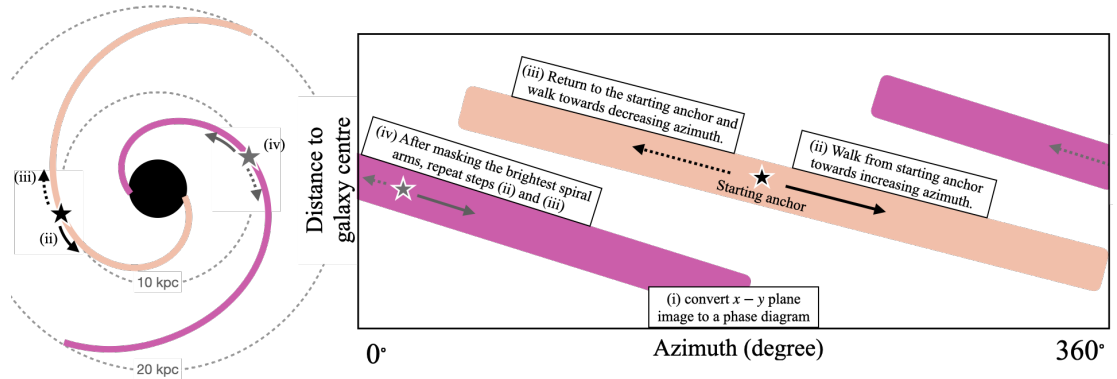 (iii)
(ii)
(iv)
10 kpc
20 kpc
Distance to
galaxy centre
(iii) Return to the starting anchor and
walk towards decreasing azimuth.
(iv) After masking the brightest spiral
arms, repeat steps (ii) and (iii)
(ii) Walk from starting anchor
towards increasing azimuth.
Starting anchor
(i) convert x − y plane
image to a phase diagram
0°
Azimuth (degree)
360°